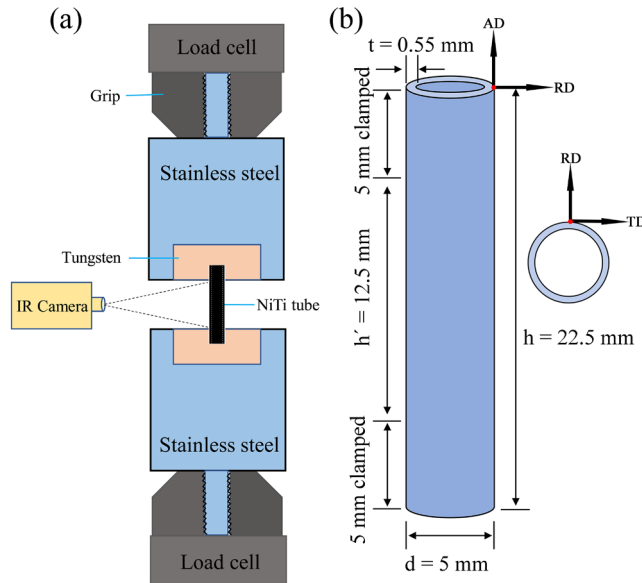 (a)
Load cell
Grip
Stainless steel
Tungsten
IR Camera
NiTi tube
Stainless steel
Load cell
(b)
AD
t = 0.55 mm
RD
5 mm clamped
RD
TD
h´ = 12.5 mm
h = 22.5 mm
5 mm clamped
d = 5 mm